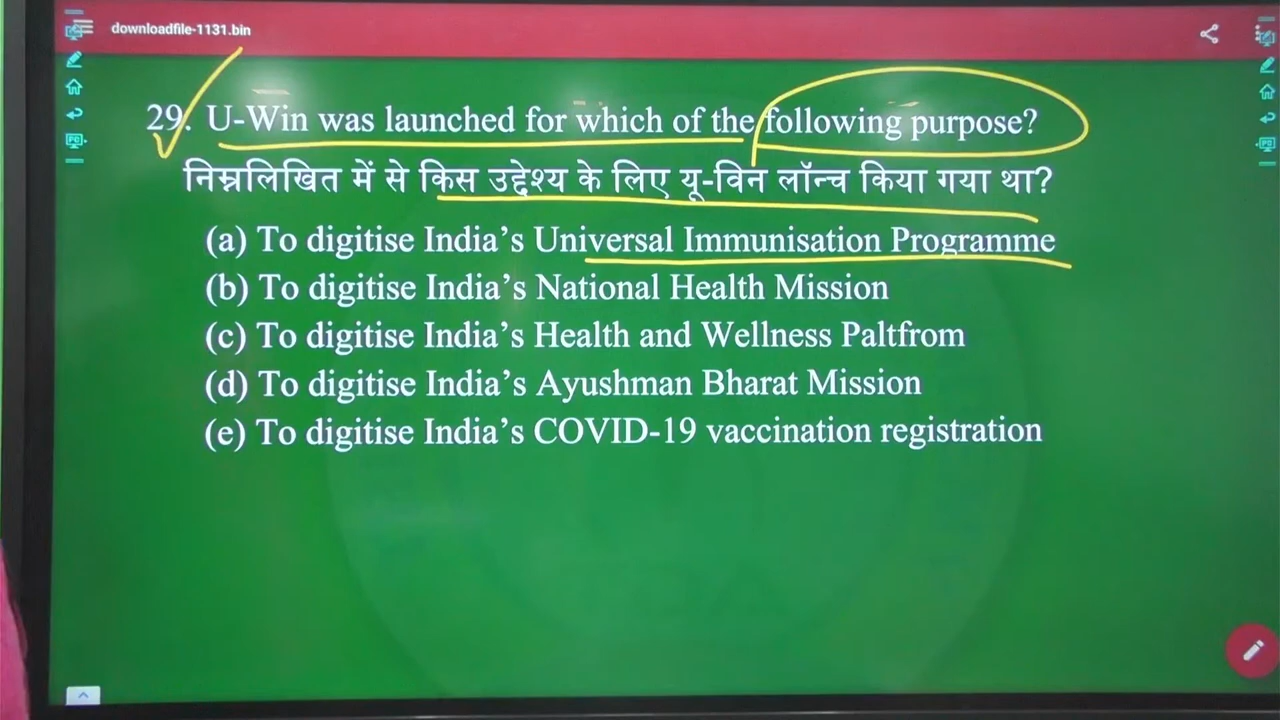 downloadfile-1131.bin
29. U-Win was launched for which of the following purpose?
निम्नलिखित में से किस उद्देश्य के लिए यू-विन लॉन्च किया गया था?
(a) To digitise India’s Universal Immunisation Programme
(b) To digitise India’s National Health Mission
(c) To digitise India’s Health and Wellness Paltfrom
(d) To digitise India’s Ayushman Bharat Mission
(e) To digitise India’s COVID-19 vaccination registration